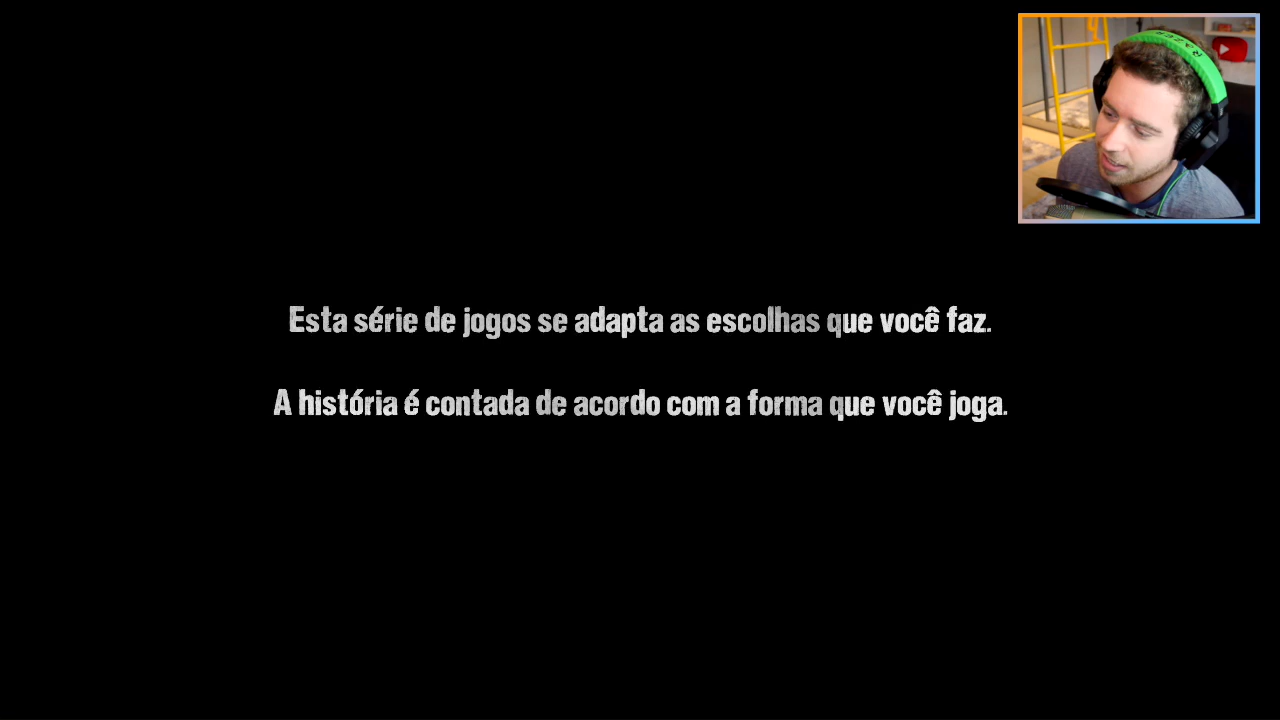 RAZER
Esta série de jogos se adapta as escolhas que você faz.
A história é contada de acordo com a forma que você joga.